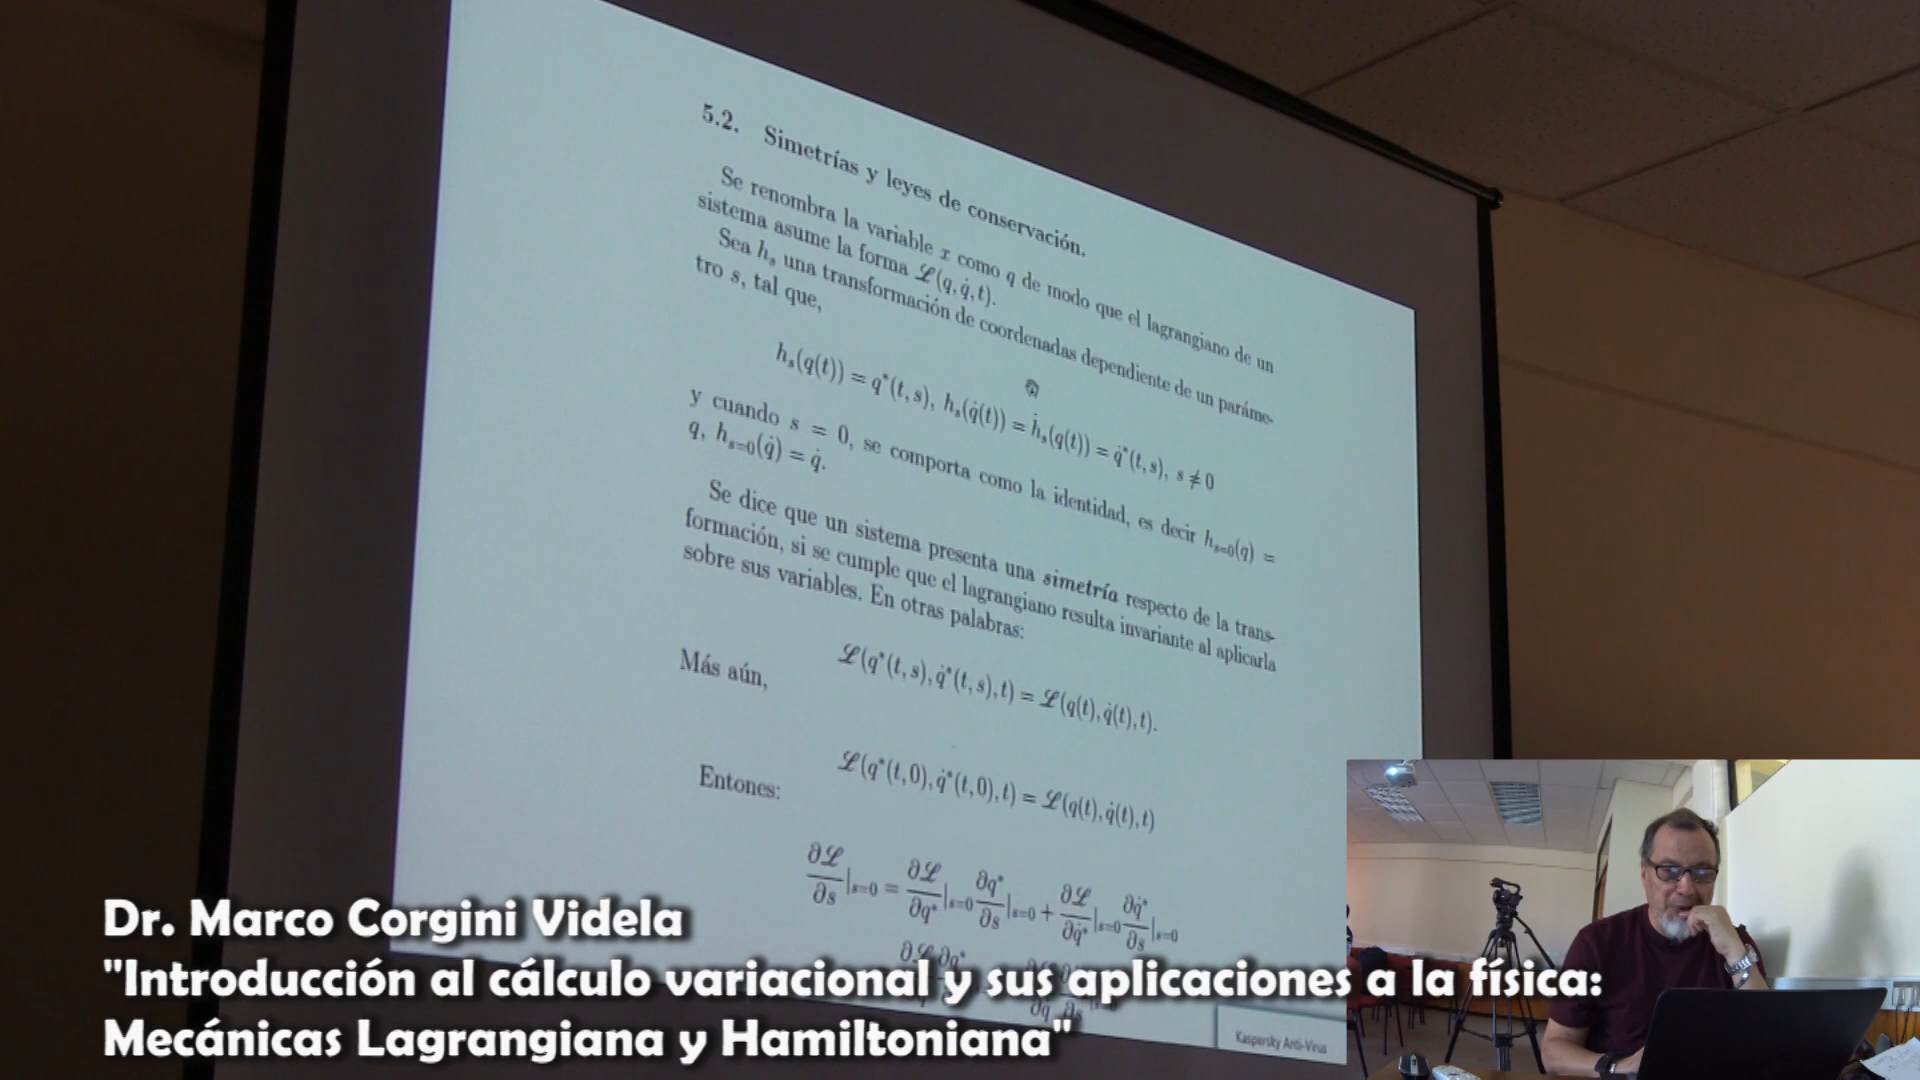 5.2. Simetrías y leyes de conservación.
Se renombra la variable x como q de modo que el lagrangiano de un
sistema asume la forma ℒ(q, q̇, t).
Sea hₛ una transformación de coordenadas dependiente de un paráme-
tro s, tal que,
hₛ(q(t)) = q*(t, s), hₛ(q̇(t)) = ḣₛ(q(t)) = q̇*(t, s), s ≠ 0
y cuando s = 0, se comporta como la identidad, es decir hₛ₌₀(q) =
q, hₛ₌₀(q̇) = q̇.
Se dice que un sistema presenta una simetría respecto de la trans-
formación, si se cumple que el lagrangiano resulta invariante al aplicarla
sobre sus variables. En otras palabras:
ℒ(q*(t, s), q̇*(t, s), t) = ℒ(q(t), q̇(t), t).
Más aún,
ℒ(q*(t, 0), q̇*(t, 0), t) = ℒ(q(t), q̇(t), t)
Entones:
∂ℒ/∂s|ₛ₌₀ = ∂ℒ/∂q*|ₛ₌₀ ∂q*/∂s|ₛ₌₀ + ∂ℒ/∂q̇*|ₛ₌₀ ∂q̇*/∂s|ₛ₌₀
Kaspersky Anti-Virus
Dr. Marco Corgini Videla
"Introducción al cálculo variacional y sus aplicaciones a la física:
Mecánicas Lagrangiana y Hamiltoniana"